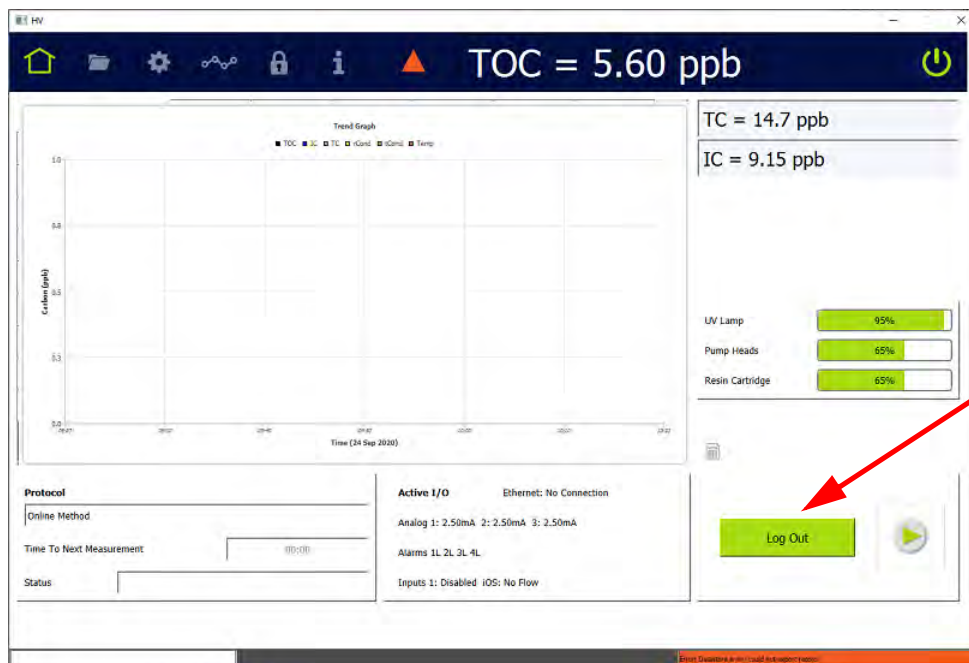 HV
TOC = 5.60 ppb
TC = 14.7 ppb
IC = 9.15 ppb
Trend Graph
TOC IC TC rCond Temp
1.0
0.8
Carbon (ppb)
0.5
0.3
0.0
Time (24 Sep 2020)
UV Lamp 95%
Pump Heads 65%
Resin Cartridge 65%
Protocol
Online Method
Time To Next Measurement 00:00
Status
Active I/O Ethernet: No Connection
Analog 1: 2.50mA 2: 2.50mA 3: 2.50mA
Alarms 1L 2L 3L 4L
Inputs 1: Disabled iOS: No Flow
Log Out